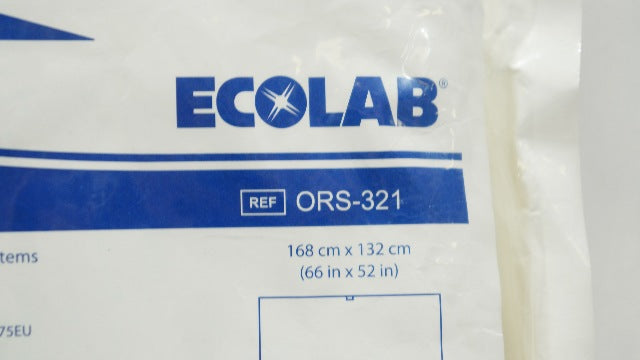 ECOLAB®
REF ORS-321
tems
168 cm x 132 cm
(66 in x 52 in)
75EU